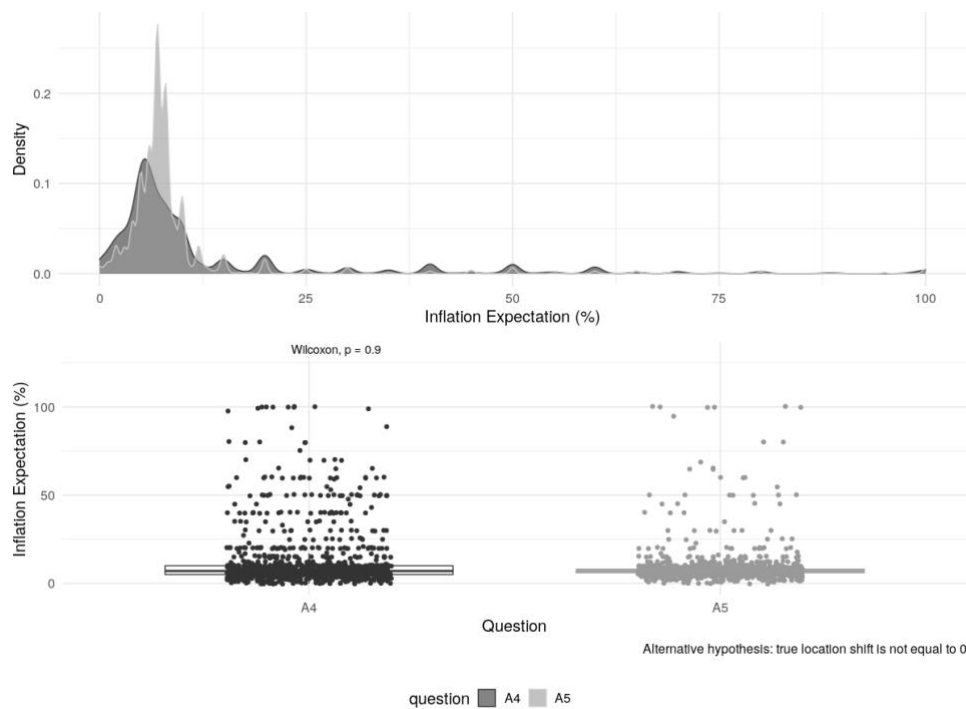 0.2
0.1
0.0
Density
0 25 50 75 100
Inflation Expectation (%)
Wilcoxon, p = 0.9
100
50
0
Inflation Expectation (%)
A4 A5
Question
Alternative hypothesis: true location shift is not equal to 0
question A4 A5